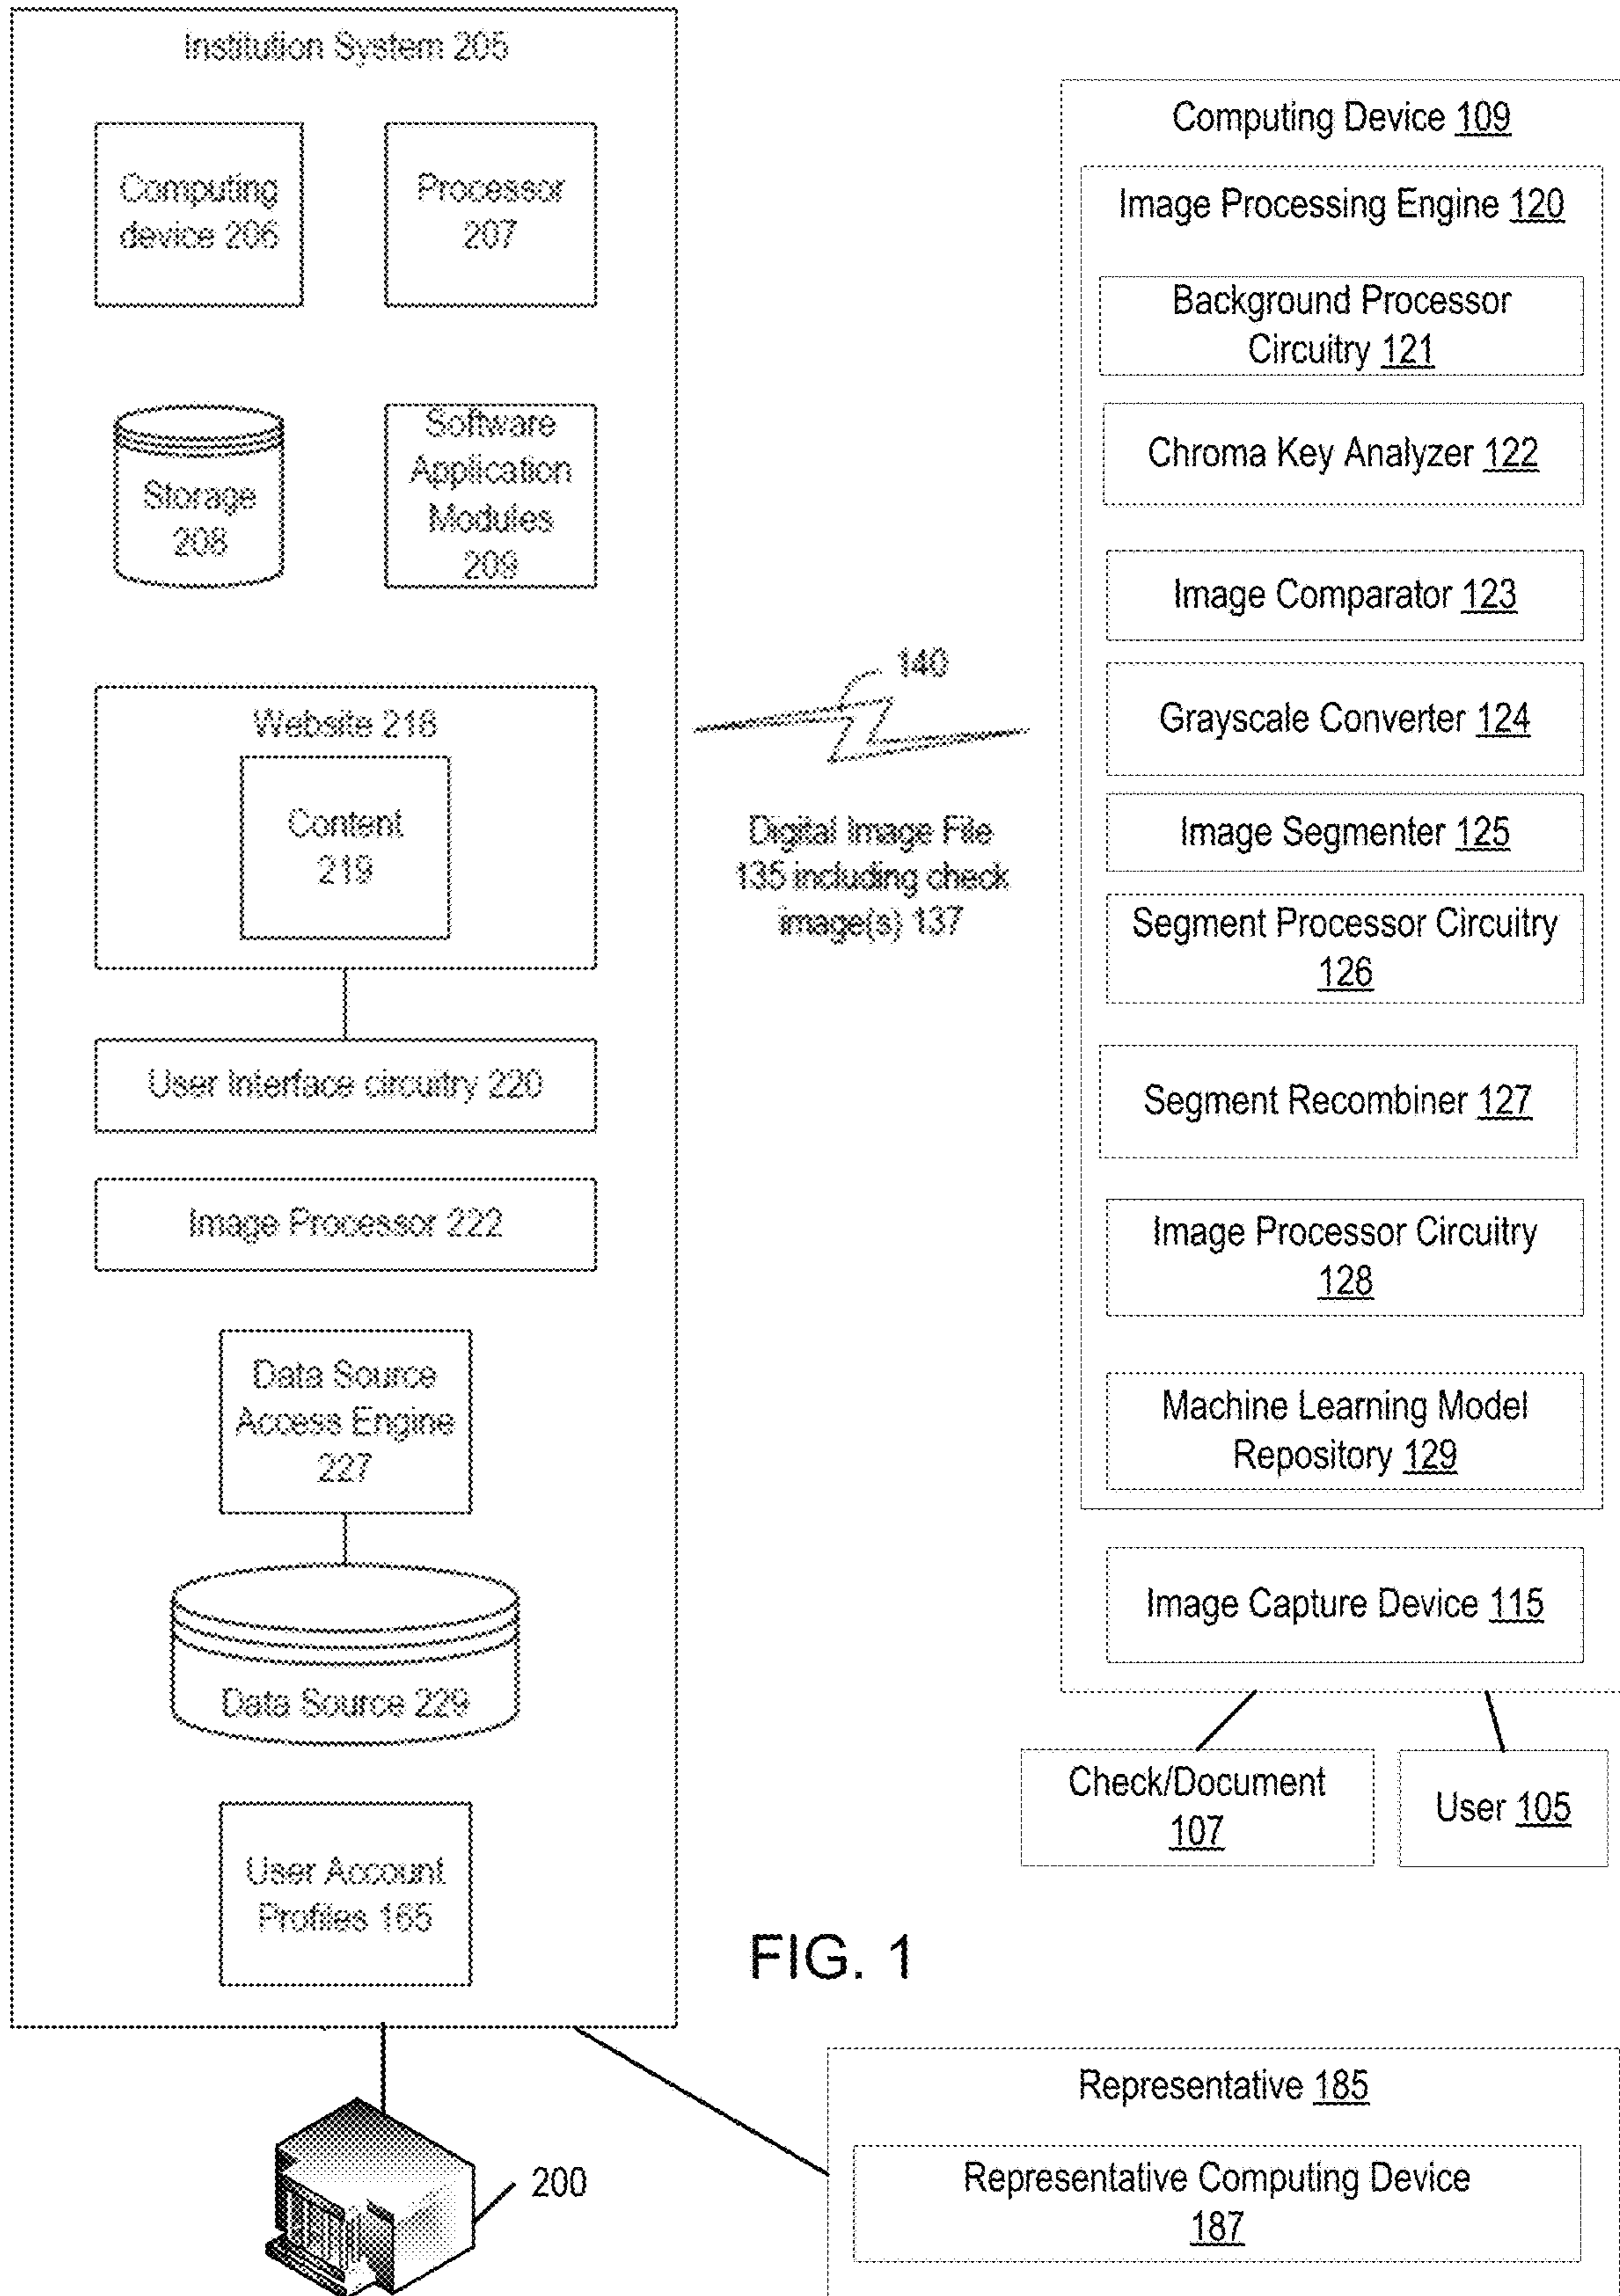 Institution System 205
Computing
device 206
Processor
207
Storage
208
Software
Application
Modules
209
Website 218
Content
219
User Interface circuitry 220
Image Processor 222
Data Source
Access Engine
227
Data Source 229
User Account
Profiles 165
200
140
Digital Image File
135 including check
image(s) 137
Computing Device 109
Image Processing Engine 120
Background Processor
Circuitry 121
Chroma Key Analyzer 122
Image Comparator 123
Grayscale Converter 124
Image Segmenter 125
Segment Processor Circuitry
126
Segment Recombiner 127
Image Processor Circuitry
128
Machine Learning Model
Repository 129
Image Capture Device 115
Check/Document
107
User 105
FIG. 1
Representative 185
Representative Computing Device
187